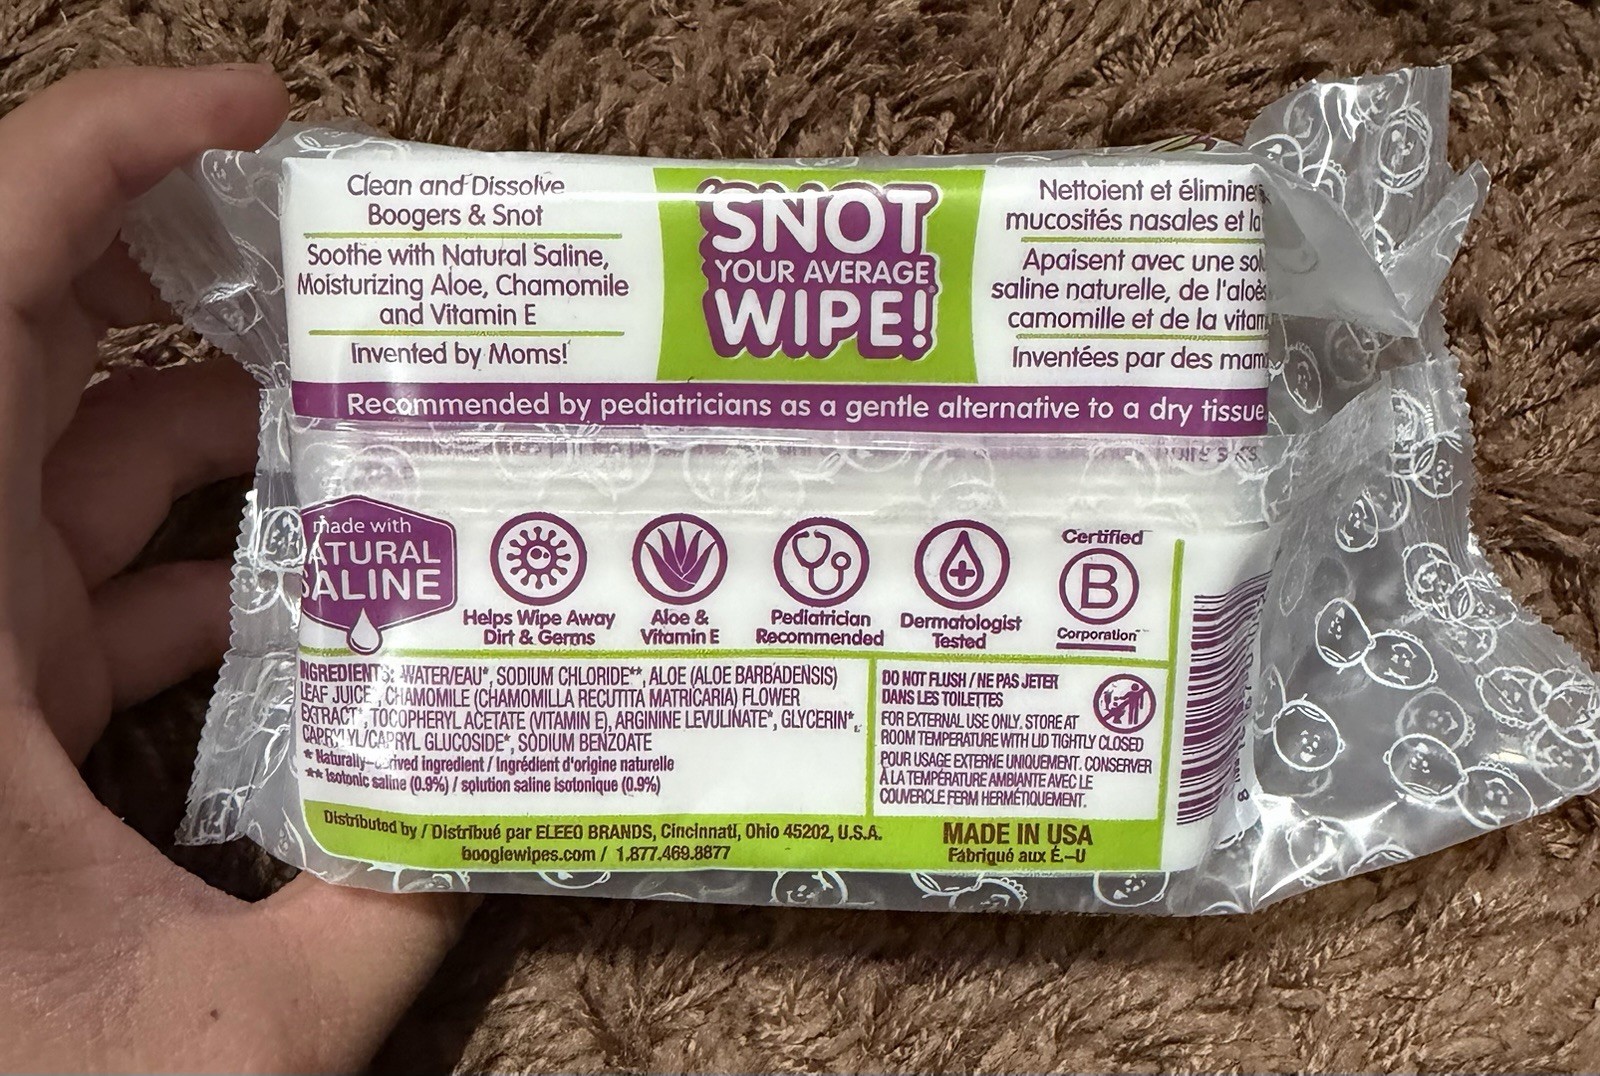 Clean and Dissolve
Boogers & Snot
Soothe with Natural Saline,
Moisturizing Aloe, Chamomile
and Vitamin E
Invented by Moms!
SNOT
YOUR AVERAGE
WIPE!
Nettoient et
mucosités nasales et
Apaisent avec une
saline naturelle, de l'aloès
camomille et de la
Inventées par des
Recommended by pediatricians as a gentle alternative to a dry tissue
made with
NATURAL
SALINE
Helps Wipe Away
Dirt & Germs
Aloe &
Vitamin E
Pediatrician
Recommended
Dermatologist
Tested
Certified
B
Corporation
INGREDIENTS: WATER/EAU*, SODIUM CHLORIDE**, ALOE (ALOE BARBADENSIS)
LEAF JUICE*, CHAMOMILE (CHAMOMILLA RECUTITA MATRICARIA) FLOWER
EXTRACT*, TOCOPHERYL ACETATE (VITAMIN E), ARGININE LEVULINATE*, GLYCERIN*,
CAPRYLYL/CAPRYL GLUCOSIDE*, SODIUM BENZOATE
* Naturally-derived ingredient / Ingrédient d'origine naturelle
** Isotonic saline (0.9%) / solution saline isotonique (0.9%)
DO NOT FLUSH / NE PAS JETER
DANS LES TOILETTES
FOR EXTERNAL USE ONLY. STORE AT
ROOM TEMPERATURE WITH LID TIGHTLY CLOSED
POUR USAGE EXTERNE UNIQUEMENT. CONSERVER
À LA TEMPÉRATURE AMBIANTE AVEC LE
COUVERCLE FERM HERMÉTIQUEMENT.
Distributed by / Distribué par ELEEO BRANDS, Cincinnati, Ohio 45202, U.S.A.
boogiewipes.com / 1.877.469.8877
MADE IN USA
Fabriqué aux É.-U